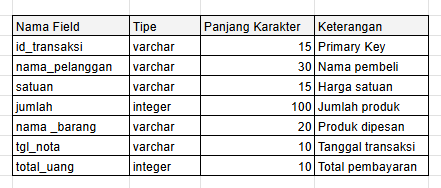 Nama Field Tipe Panjang Karakter Keterangan
id_transaksi varchar 15 Primary Key
nama_pelanggan varchar 30 Nama pembeli
satuan varchar 15 Harga satuan
jumlah integer 100 Jumlah produk
nama _barang varchar 20 Produk dipesan
tgl_nota varchar 10 Tanggal transaksi
total_uang integer 10 Total pembayaran